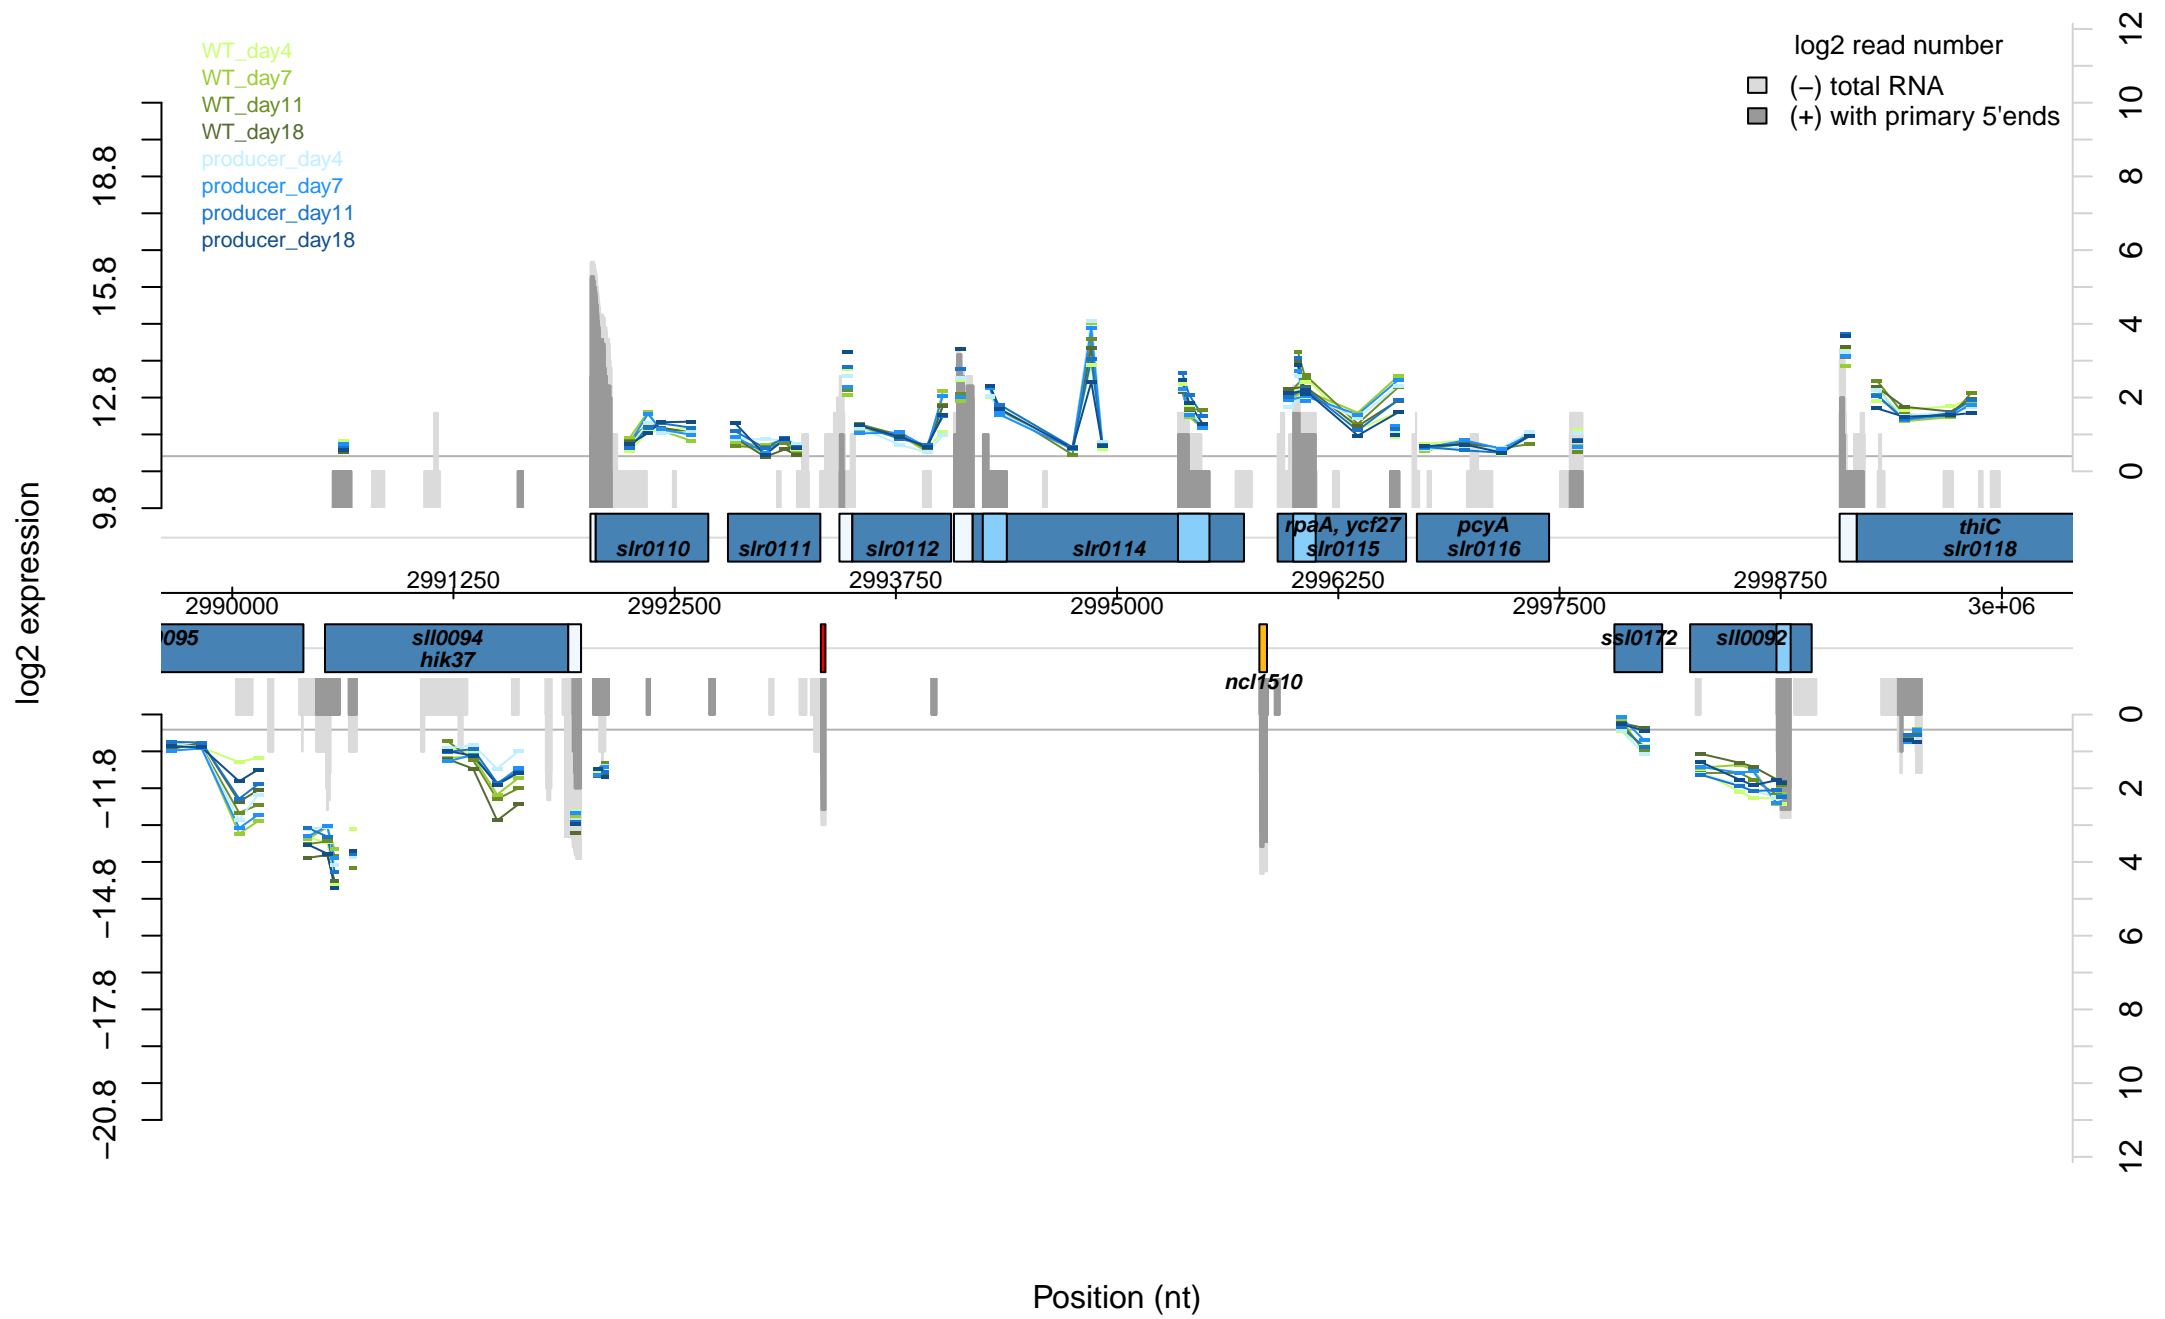 WT_day4
WT_day7
WT_day11
WT_day18
producer_day4
producer_day7
producer_day11
producer_day18
log2 read number
(−) total RNA
(+) with primary 5'ends
log2 expression
18.8
15.8
12.8
9.8
12
10
8
6
4
2
0
slr0110
slr0111
slr0112
slr0114
rpaA, ycf27
slr0115
pcyA
slr0116
thiC
slr0118
2991250
2993750
2996250
2998750
2990000
2992500
2995000
2997500
3e+06
0095
sll0094
hik37
ncl1510
ssl0172
sll0092
−11.8
−14.8
−17.8
−20.8
0
2
4
6
8
10
12
Position (nt)